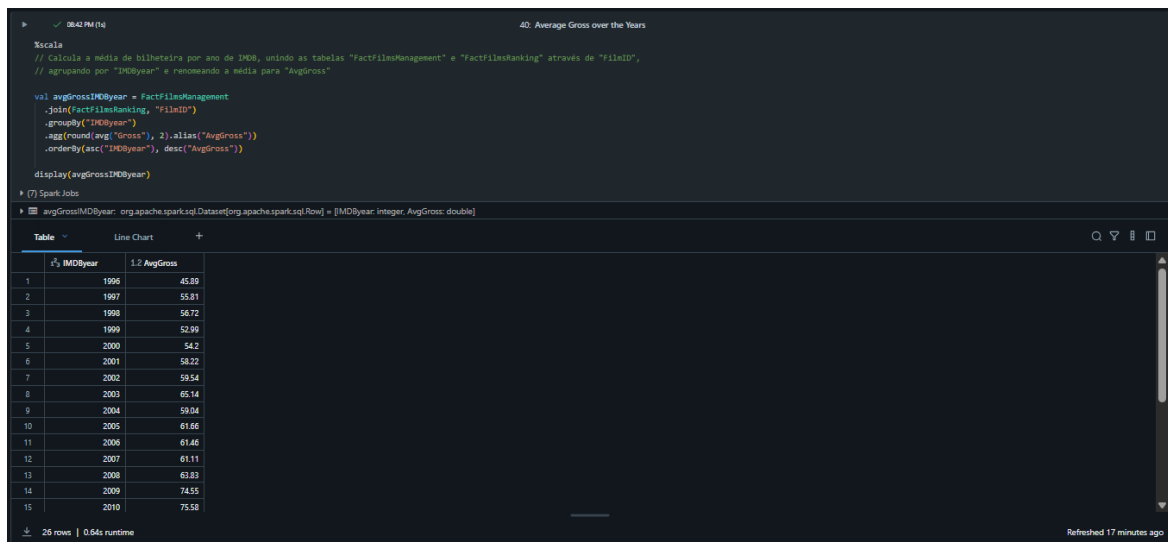 08:42 PM (1s)
40: Average Gross over the Years
%scala
// Calcula a média de bilheteira por ano de IMDB, unindo as tabelas "FactFilmsManagement" e "FactFilmsRanking" através de "FilmID",
// agrupando por "IMDByear" e renomeando a média para "AvgGross"
val avgGrossIMDByear = FactFilmsManagement
.join(FactFilmsRanking, "FilmID")
.groupBy("IMDByear")
.agg(round(avg("Gross"), 2).alias("AvgGross"))
.orderBy(asc("IMDByear"), desc("AvgGross"))
display(avgGrossIMDByear)
(7) Spark Jobs
avgGrossIMDByear: org.apache.spark.sql.Dataset[org.apache.spark.sql.Row] = [IMDByear: integer, AvgGross: double]
Table Line Chart +
1²3 IMDByear 1.2 AvgGross
1 1996 45.89
2 1997 55.81
3 1998 56.72
4 1999 52.99
5 2000 54.2
6 2001 58.22
7 2002 59.54
8 2003 65.14
9 2004 59.04
10 2005 61.66
11 2006 61.46
12 2007 61.11
13 2008 63.83
14 2009 74.55
15 2010 75.58
26 rows | 0.64s runtime
Refreshed 17 minutes ago